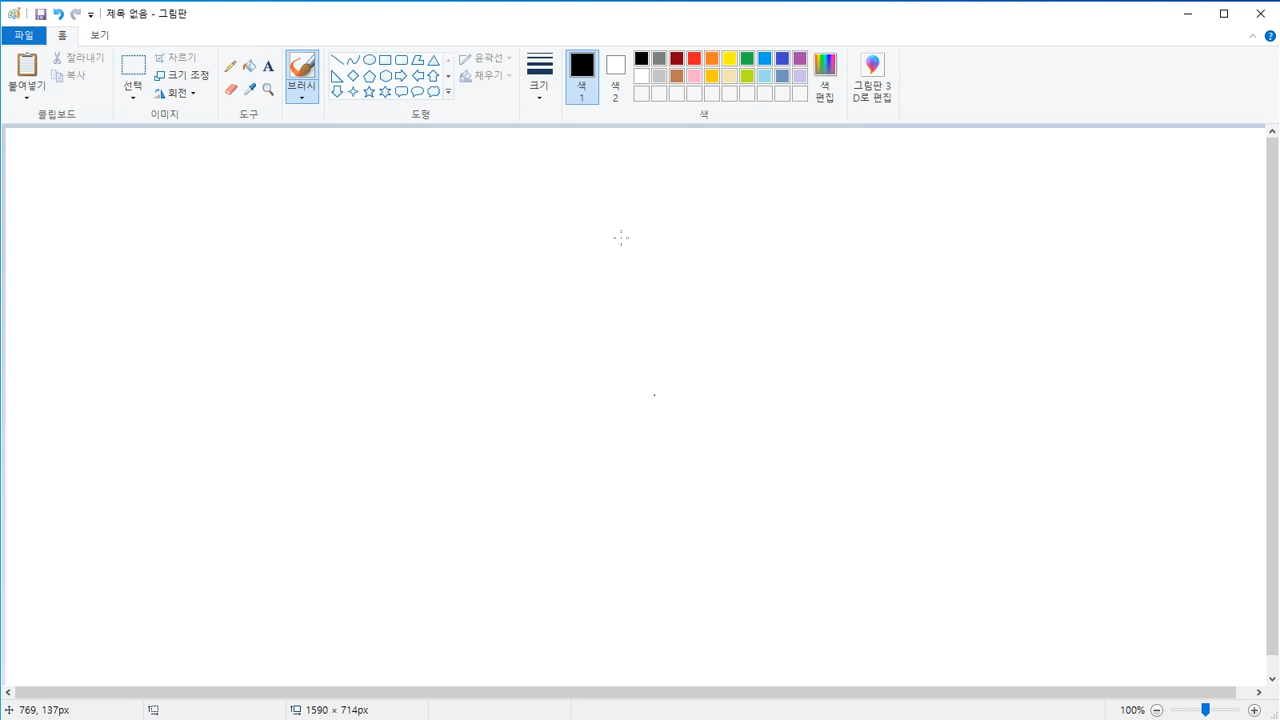 제목 없음 - 그림판
파일 홈 보기
붙여넣기
잘라내기
복사
클립보드
선택
자르기
크기 조정
회전
이미지
A
도구
브러시
윤곽선
채우기
도형
크기
색
1
색
2
색
편집
색
그림판 3
D로 편집
769, 137px
1590 × 714px
100%